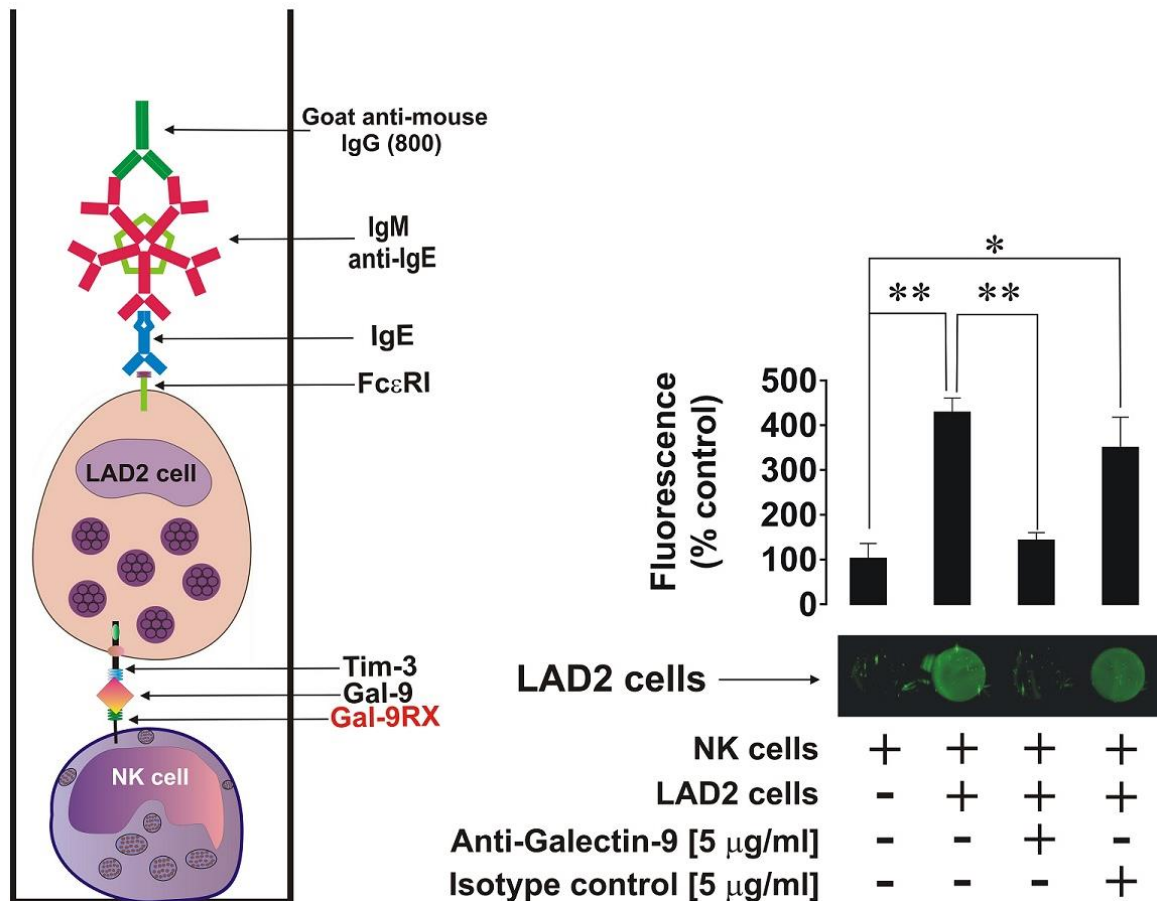 Goat anti-mouse
IgG (800)
IgM
anti-IgE
IgE
FcεRI
LAD2 cell
Tim-3
Gal-9
Gal-9RX
NK cell
*
** **
Fluorescence
(% control)
500
400
300
200
100
0
LAD2 cells
NK cells + + + +
LAD2 cells - + + +
Anti-Galectin-9 [5 μg/ml] - - + -
Isotype control [5 μg/ml] - - - +